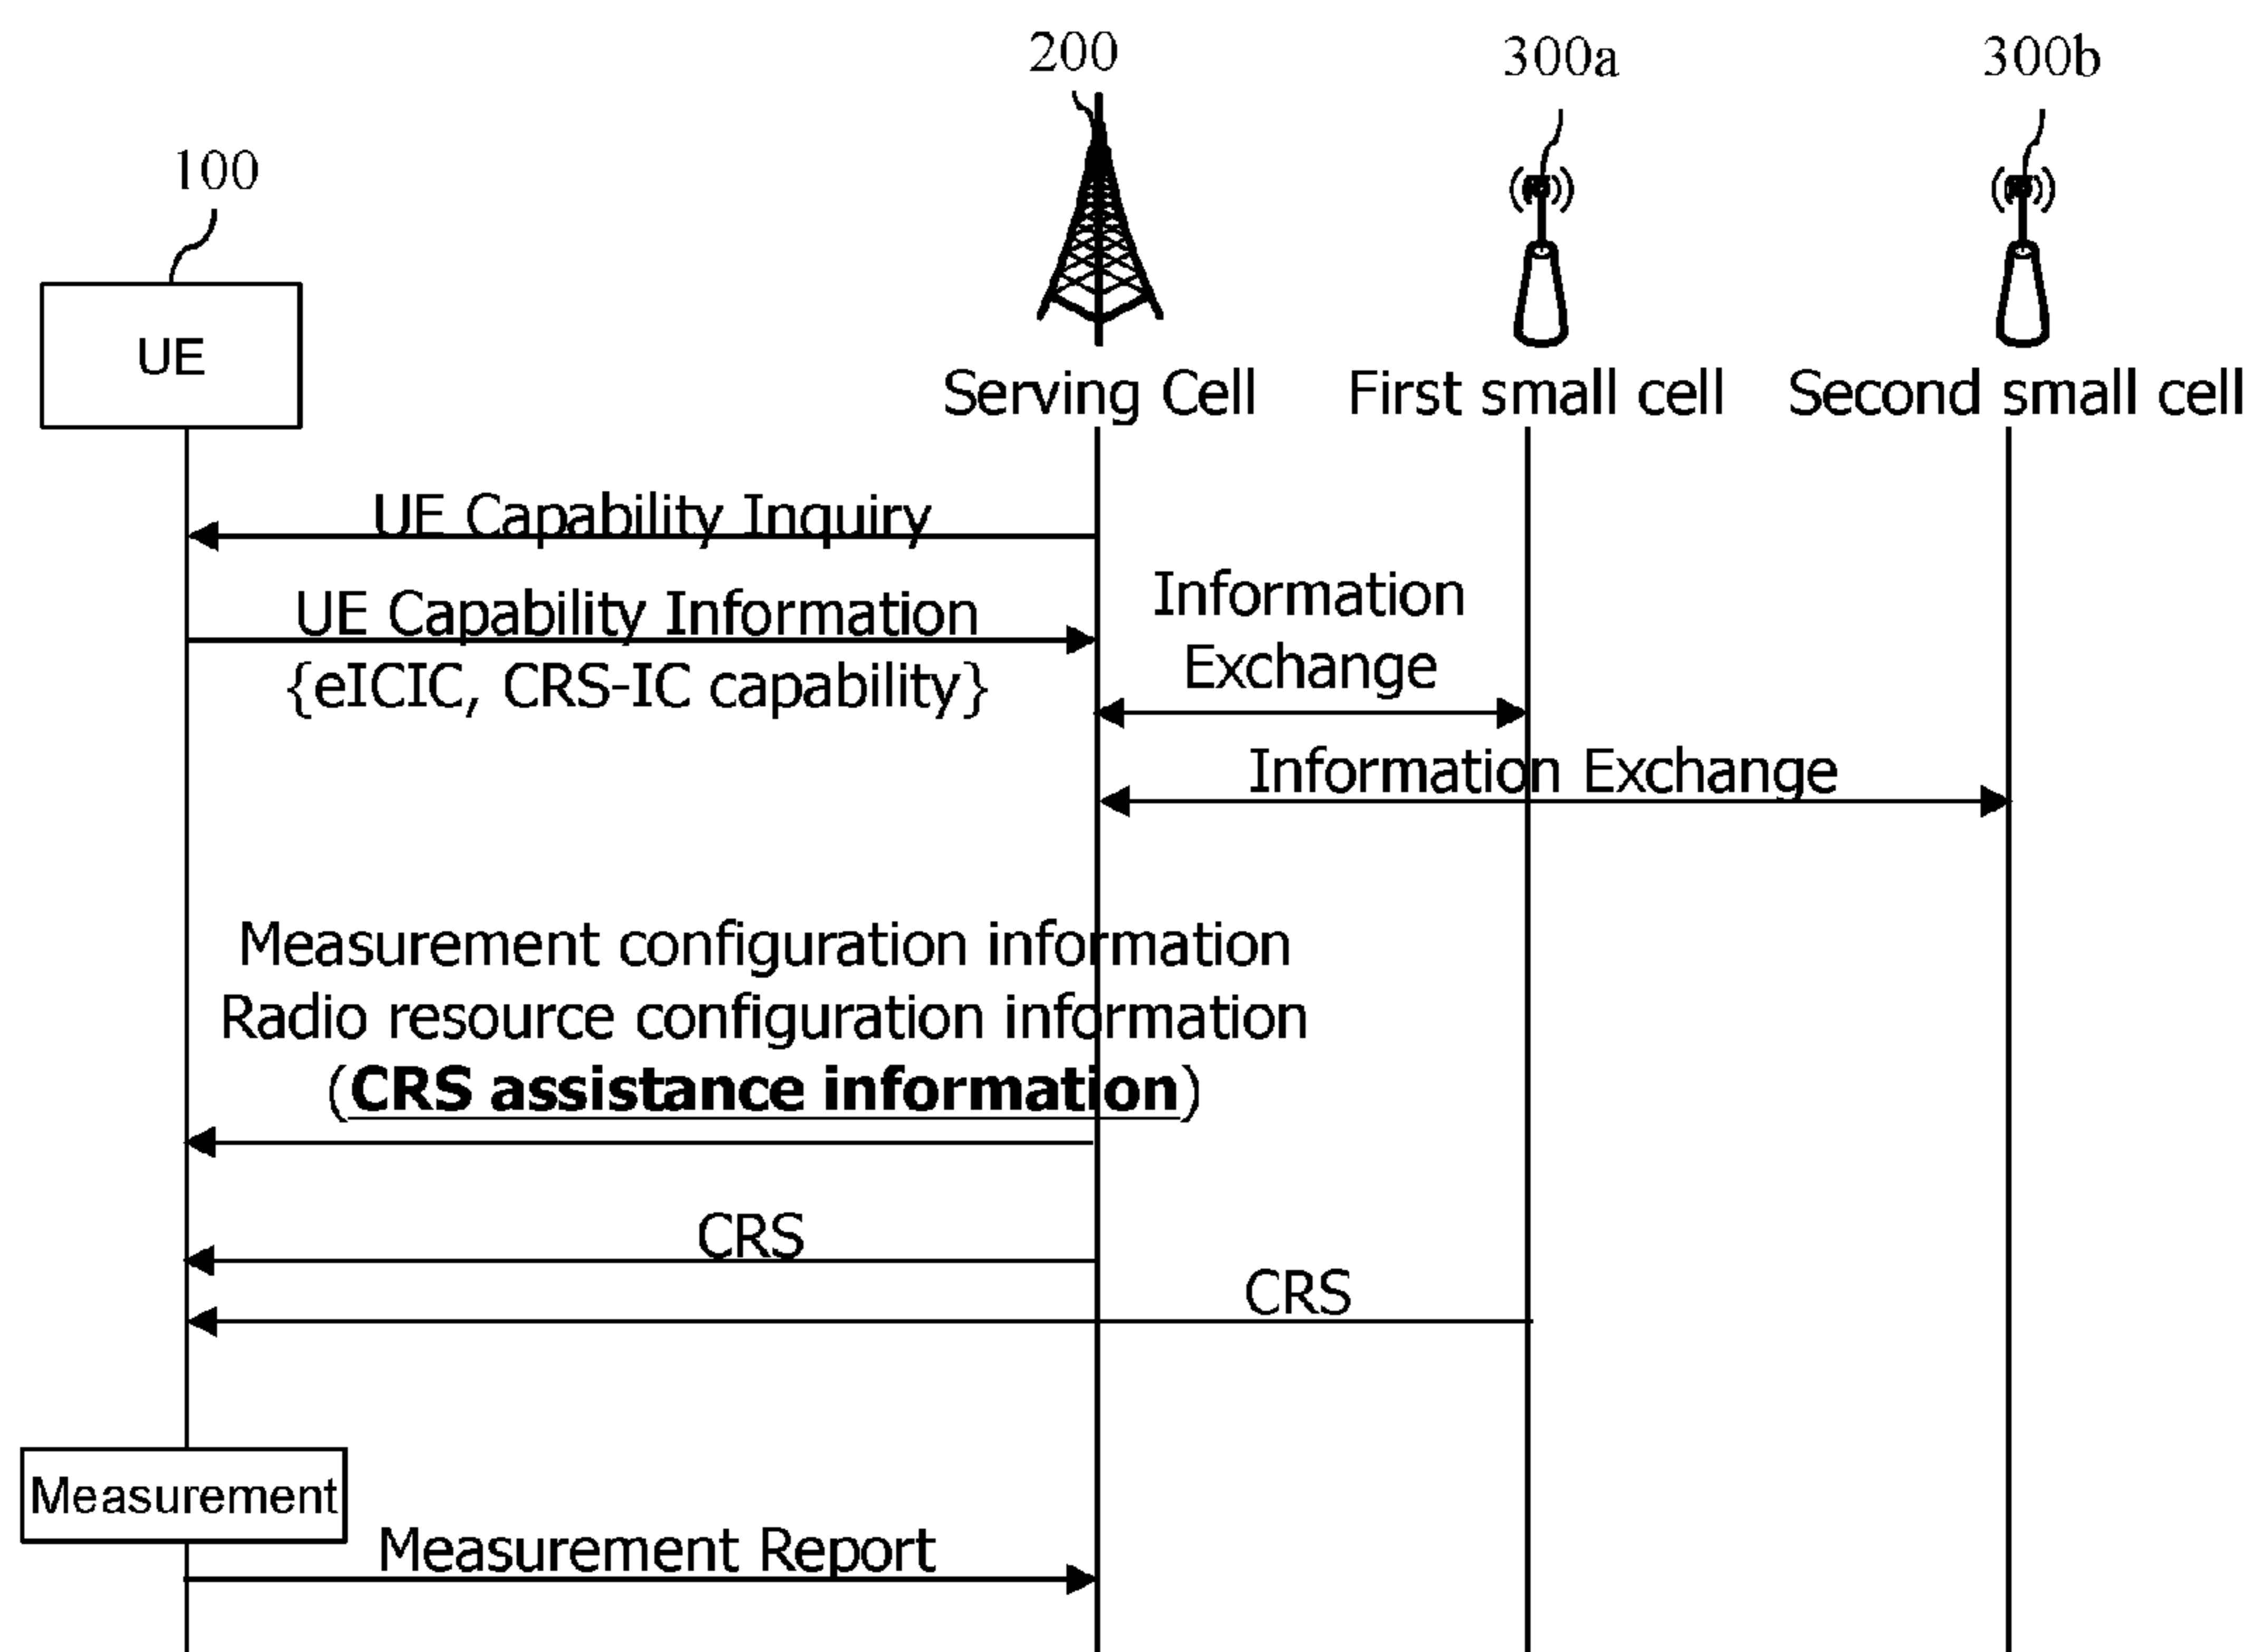 200
300a
300b
100
UE
Serving Cell
First small cell
Second small cell
UE Capability Inquiry
UE Capability Information
{eICIC, CRS-IC capability}
Information
Exchange
Information Exchange
Measurement configuration information
Radio resource configuration information
(CRS assistance information)
CRS
CRS
Measurement
Measurement Report